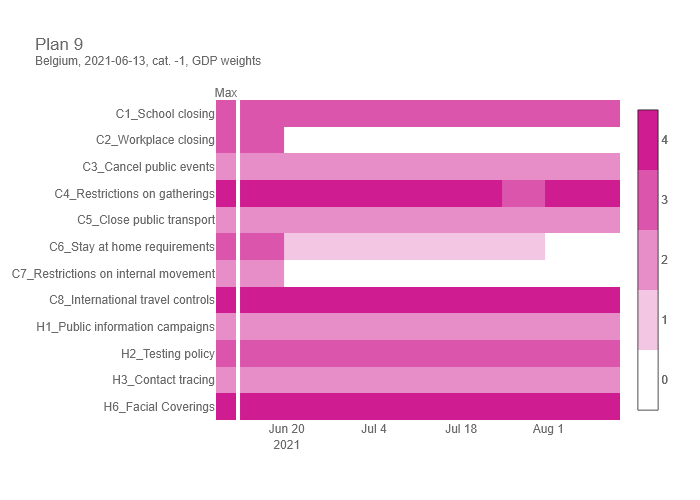 Plan 9
Belgium, 2021-06-13, cat. -1, GDP weights
Max
C1_School closing
C2_Workplace closing
C3_Cancel public events
C4_Restrictions on gatherings
C5_Close public transport
C6_Stay at home requirements
C7_Restrictions on internal movement
C8_International travel controls
H1_Public information campaigns
H2_Testing policy
H3_Contact tracing
H6_Facial Coverings
Jun 20
2021
Jul 4
Jul 18
Aug 1
4
3
2
1
0